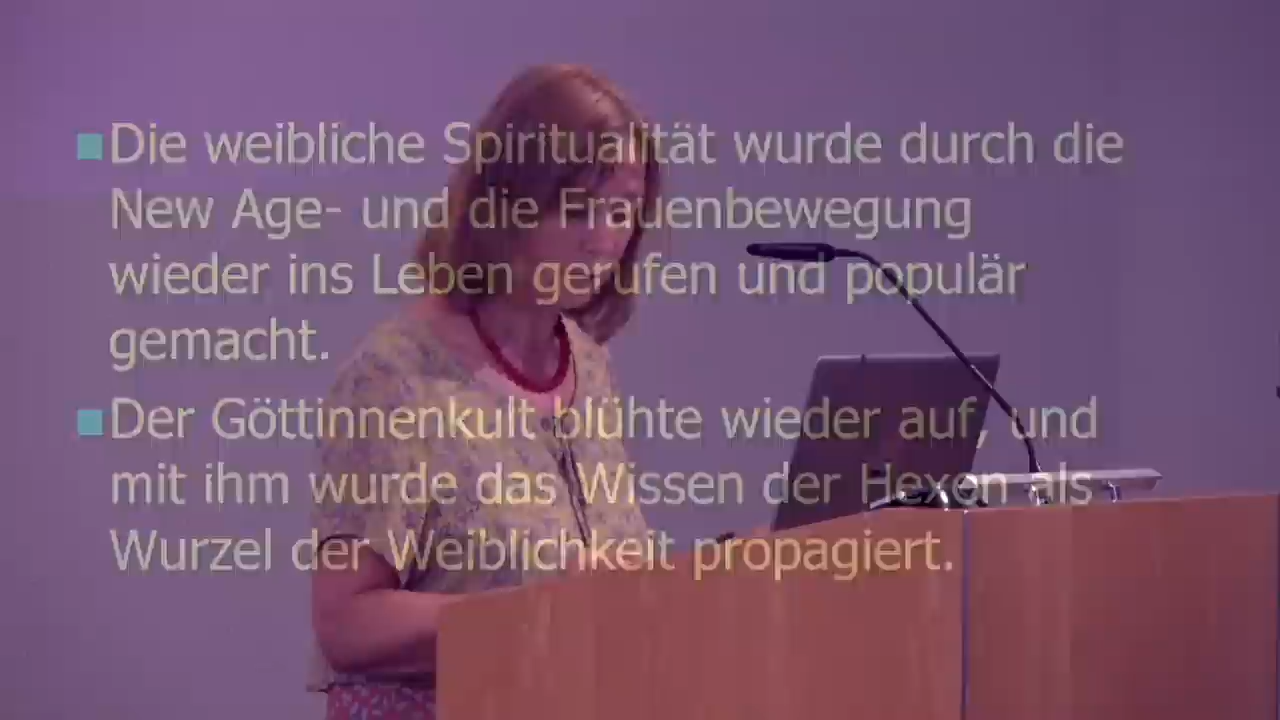 Die weibliche Spiritualität wurde durch die
New Age- und die Frauenbewegung
wieder ins Leben gerufen und populär
gemacht.
Der Göttinnenkult blühte wieder auf, und
mit ihm wurde das Wissen der Hexen als
Wurzel der Weiblichkeit propagiert.